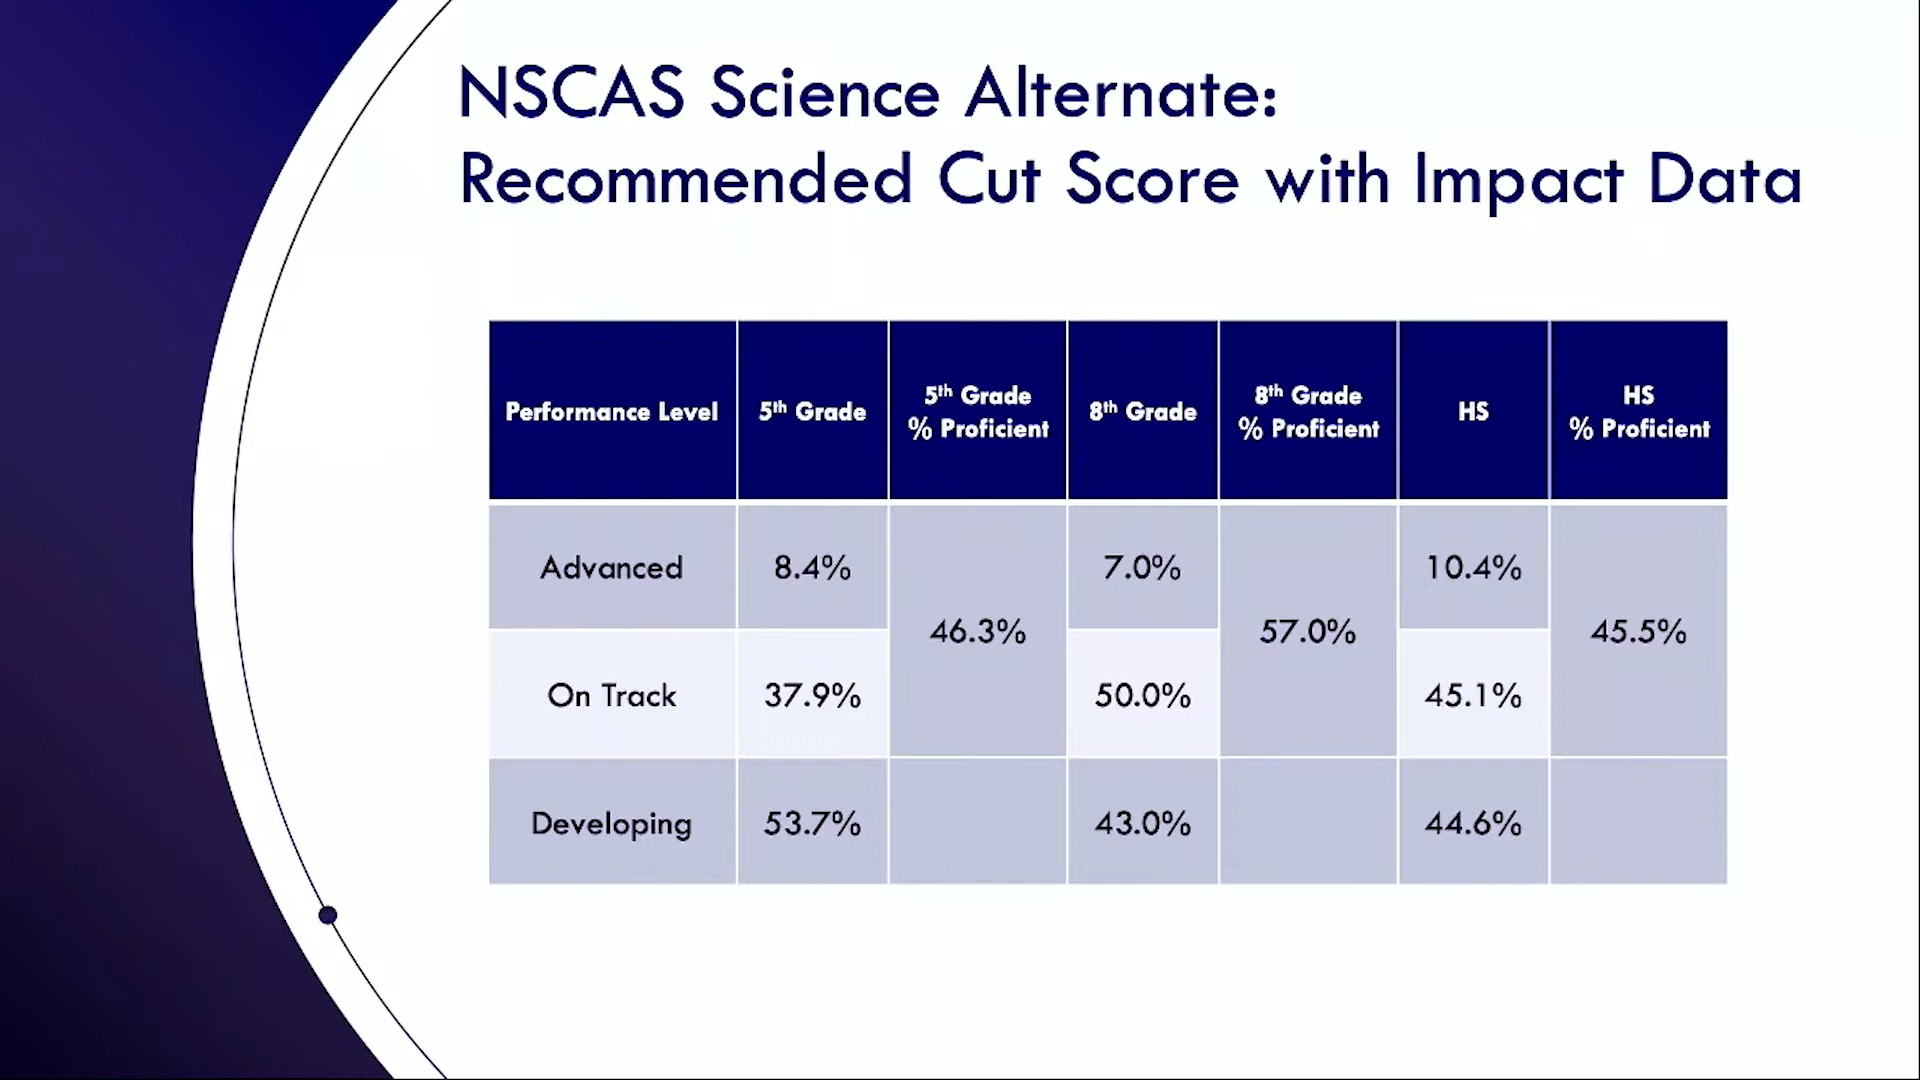 NSCAS Science Alternate:
Recommended Cut Score with Impact Data
Performance Level
5th Grade
5th Grade
% Proficient
8th Grade
8th Grade
% Proficient
HS
HS
% Proficient
Advanced
8.4%
46.3%
7.0%
57.0%
10.4%
45.5%
On Track
37.9%
50.0%
45.1%
Developing
53.7%
43.0%
44.6%